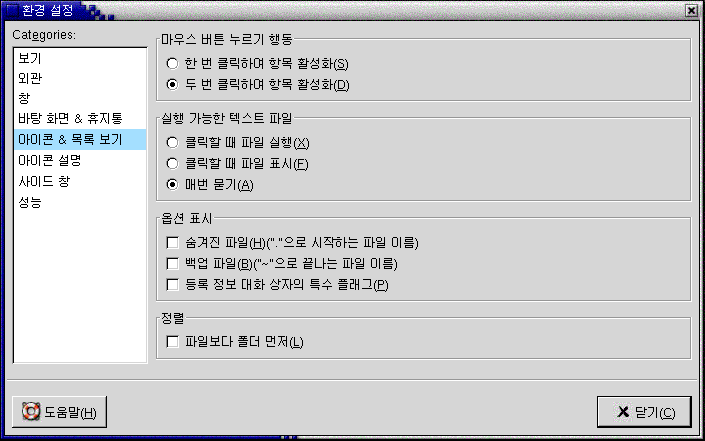 환경 설정
Categories:
보기
외관
창
바탕 화면 & 휴지통
아이콘 & 목록 보기
아이콘 설명
사이드 창
성능
마우스 버튼 누르기 행동
한 번 클릭하여 항목 활성화(S)
두 번 클릭하여 항목 활성화(D)
실행 가능한 텍스트 파일
클릭할 때 파일 실행(X)
클릭할 때 파일 표시(F)
매번 묻기(A)
옵션 표시
숨겨진 파일(H)("."으로 시작하는 파일 이름)
백업 파일(B)("~"으로 끝나는 파일 이름)
등록 정보 대화 상자의 특수 플래그(P)
정렬
파일보다 폴더 먼저(L)
도움말(H)
닫기(C)